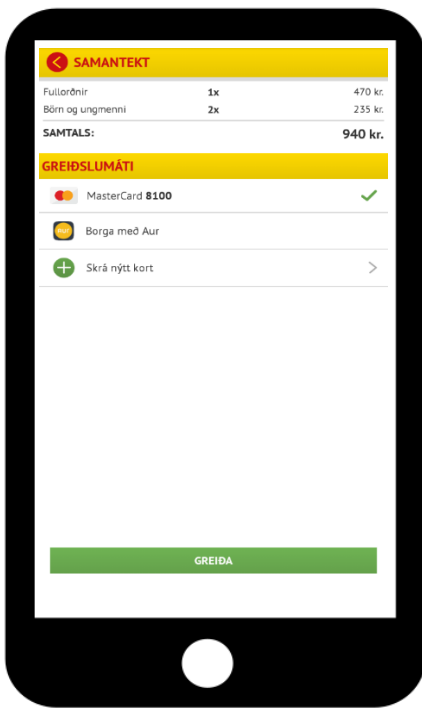 SAMANTEKT
Fullorðnir 1x 470 kr.
Börn og ungmenni 2x 235 kr.
SAMTALS: 940 kr.
GREIÐSLUMÁTI
MasterCard 8100
Borga með Aur
Skrá nýtt kort
GREIÐA